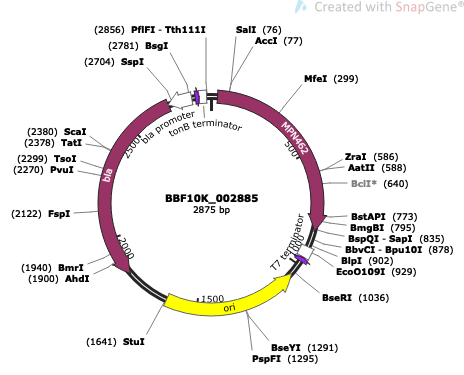 Created with SnapGene®
(2856) PflFI - Tth111I
(2781) BsgI
(2704) SspI
SalI (76)
AccI (77)
MfeI (299)
(2380) ScaI
(2378) TatI
(2299) TsoI
(2270) PvuI
(2122) FspI
(1940) BmrI
(1900) AhdI
(1641) StuI
ZraI (586)
AatII (588)
BclI* (640)
BstAPI (773)
BmgBI (795)
BspQI - SapI (835)
BbvCI - Bpu10I (878)
BlpI (902)
EcoO109I (929)
BseRI (1036)
BseYI (1291)
PspFI (1295)
bla promoter
tonB terminator
MPN462
bla
T7 terminator
ori
500
1000
1500
2000
2500
BBF10K_002885
2875 bp